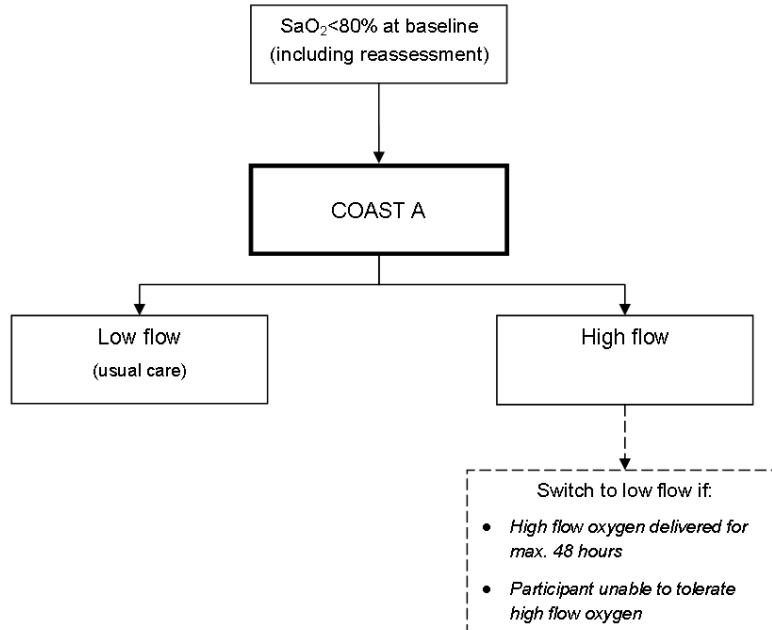 SaO₂<80% at baseline
(including reassessment)
COAST A
Low flow
(usual care)
High flow
Switch to low flow if:
● High flow oxygen delivered for
max. 48 hours
● Participant unable to tolerate
high flow oxygen